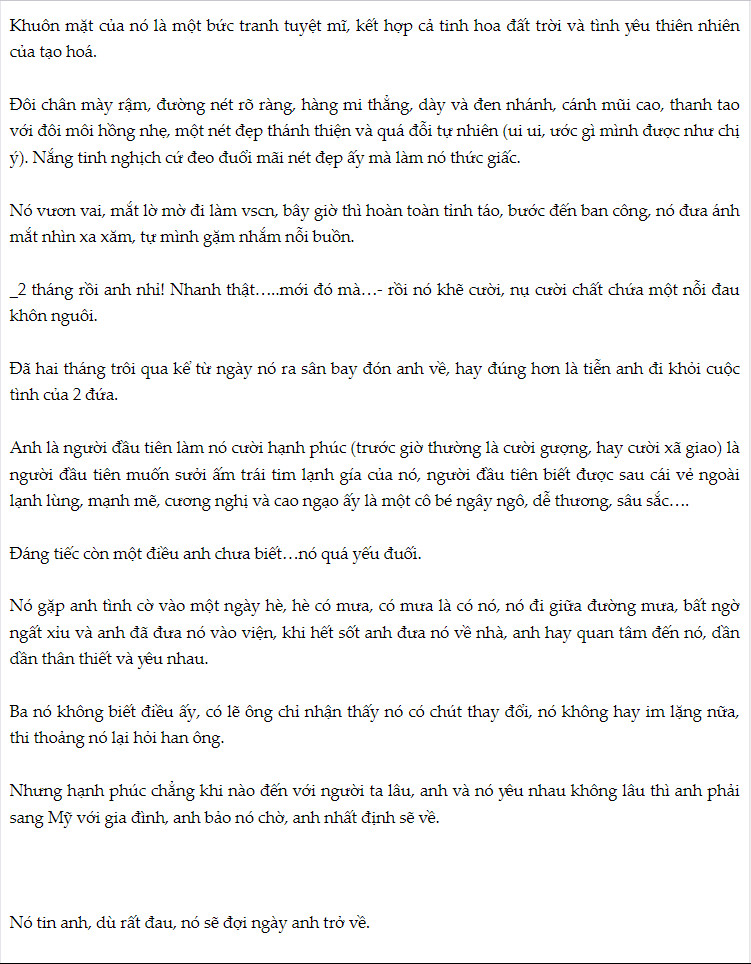 Khuôn mặt của nó là một bức tranh tuyệt mĩ, kết hợp cả tinh hoa đất trời và tình yêu thiên nhiên
của tạo hoá.
Đôi chân mày rậm, đường nét rõ ràng, hàng mi thẳng, dày và đen nhánh, cánh mũi cao, thanh tao
với đôi môi hồng nhẹ, một nét đẹp thánh thiện và quá đỗi tự nhiên (ui ui, ước gì mình được như chị
ý). Nắng tinh nghịch cứ đeo đuổi mãi nét đẹp ấy mà làm nó thức giấc.
Nó vươn vai, mắt lờ mờ đi làm vscn, bây giờ thì hoàn toàn tỉnh táo, bước đến ban công, nó đưa ánh
mắt nhìn xa xăm, tự mình gặm nhắm nỗi buồn.
_2 tháng rồi anh nhỉ! Nhanh thật…..mới đó mà…- rồi nó khẽ cười, nụ cười chất chứa một nỗi đau
khôn nguôi.
Đã hai tháng trôi qua kể từ ngày nó ra sân bay đón anh về, hay đúng hơn là tiễn anh đi khỏi cuộc
tình của 2 đứa.
Anh là người đầu tiên làm nó cười hạnh phúc (trước giờ thường là cười gượng, hay cười xã giao) là
người đầu tiên muốn sưởi ấm trái tim lạnh gía của nó, người đầu tiên biết được sau cái vẻ ngoài
lạnh lùng, mạnh mẽ, cương nghị và cao ngạo ấy là một cô bé ngây ngô, dễ thương, sâu sắc….
Đáng tiếc còn một điều anh chưa biết…nó quá yếu đuối.
Nó gặp anh tình cờ vào một ngày hè, hè có mưa, có mưa là có nó, nó đi giữa đường mưa, bất ngờ
ngất xỉu và anh đã đưa nó vào viện, khi hết sốt anh đưa nó về nhà, anh hay quan tâm đến nó, dần
dần thân thiết và yêu nhau.
Ba nó không biết điều ấy, có lẽ ông chỉ nhận thấy nó có chút thay đổi, nó không hay im lặng nữa,
thi thoảng nó lại hỏi han ông.
Nhưng hạnh phúc chẳng khi nào đến với người ta lâu, anh và nó yêu nhau không lâu thì anh phải
sang Mỹ với gia đình, anh bảo nó chờ, anh nhất định sẽ về.
Nó tin anh, dù rất đau, nó sẽ đợi ngày anh trở về.